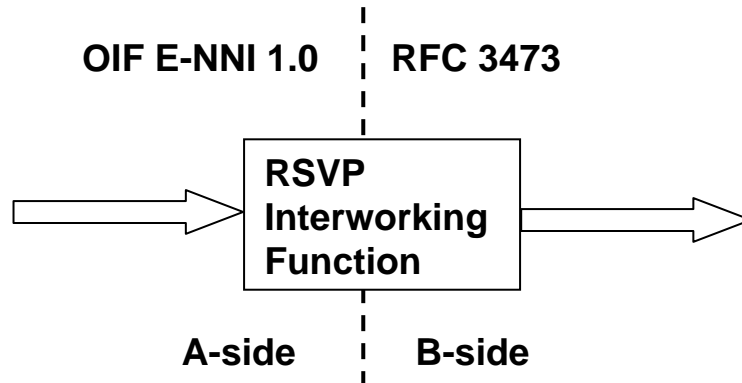 OIF E-NNI 1.0
RFC 3473
RSVP
Interworking
Function
A-side
B-side